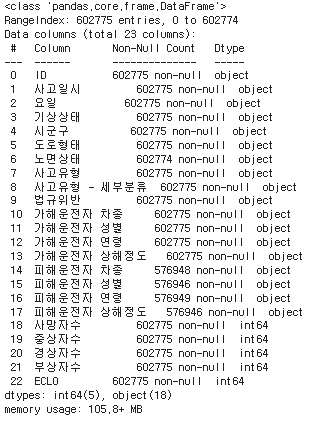 <class 'pandas.core.frame.DataFrame'>
RangeIndex: 602775 entries, 0 to 602774
Data columns (total 23 columns):
 #   Column          Non-Null Count   Dtype
---  ------          --------------   -----
 0   ID              602775 non-null  object
 1   사고일시            602775 non-null  object
 2   요일              602775 non-null  object
 3   기상상태            602775 non-null  object
 4   시군구             602775 non-null  object
 5   도로형태            602775 non-null  object
 6   노면상태            602774 non-null  object
 7   사고유형            602775 non-null  object
 8   사고유형 - 세부분류     602775 non-null  object
 9   법규위반            602775 non-null  object
 10  가해운전자 차종       602775 non-null  object
 11  가해운전자 성별       602775 non-null  object
 12  가해운전자 연령       602775 non-null  object
 13  가해운전자 상해정도     602775 non-null  object
 14  피해운전자 차종       576948 non-null  object
 15  피해운전자 성별       576946 non-null  object
 16  피해운전자 연령       576949 non-null  object
 17  피해운전자 상해정도     576946 non-null  object
 18  사망자수            602775 non-null  int64
 19  중상자수            602775 non-null  int64
 20  경상자수            602775 non-null  int64
 21  부상자수            602775 non-null  int64
 22  ECLO            602775 non-null  int64
dtypes: int64(5), object(18)
memory usage: 105.8+ MB